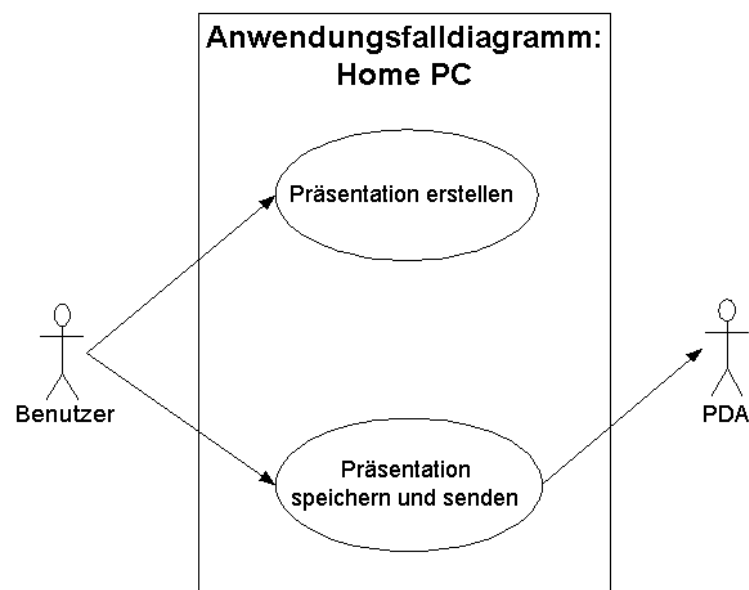 Anwendungsfalldiagramm:
Home PC
Präsentation erstellen
Benutzer
PDA
Präsentation
speichern und senden